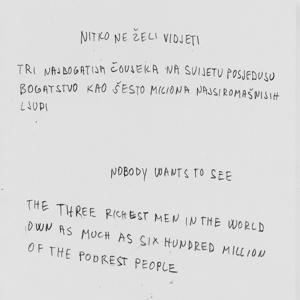 NITKO NE ŽELI VIDJETI
TRI NAJBOGATIJA ČOVJEKA NA SVIJETU POSJEDUJU
BOGATSTVO KAO ŠESTO MILIONA NAJSIROMAŠNIJIH
LJUDI
NOBODY WANTS TO SEE
THE THREE RICHEST MEN IN THE WORLD
OWN AS MUCH AS SIX HUNDRED MILLION
OF THE POOREST PEOPLE